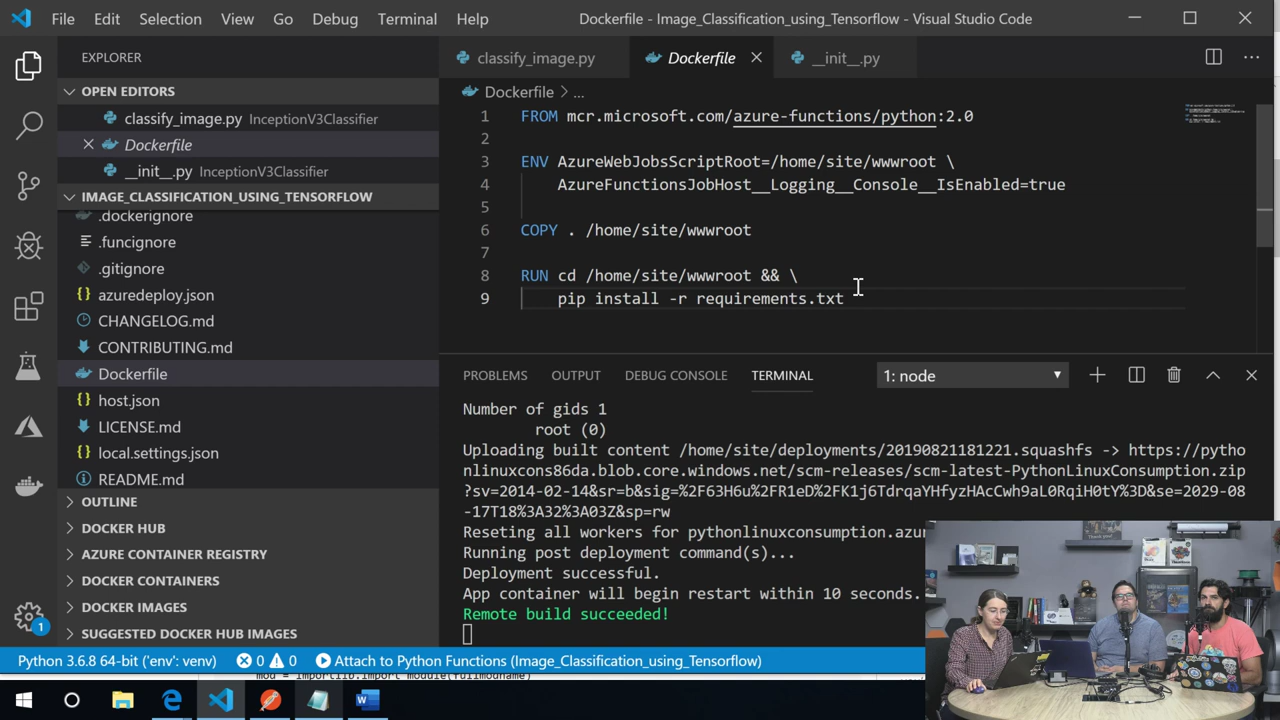 File Edit Selection View Go Debug Terminal Help
Dockerfile - Image_Classification_using_Tensorflow - Visual Studio Code
EXPLORER
OPEN EDITORS
classify_image.py InceptionV3Classifier
Dockerfile
__init__.py InceptionV3Classifier
IMAGE_CLASSIFICATION_USING_TENSORFLOW
.dockerignore
.funcignore
.gitignore
azuredeploy.json
CHANGELOG.md
CONTRIBUTING.md
Dockerfile
host.json
LICENSE.md
local.settings.json
README.md
OUTLINE
DOCKER HUB
AZURE CONTAINER REGISTRY
DOCKER CONTAINERS
DOCKER IMAGES
SUGGESTED DOCKER HUB IMAGES
1
classify_image.py Dockerfile __init__.py
Dockerfile > ...
1 FROM mcr.microsoft.com/azure-functions/python:2.0
2
3 ENV AzureWebJobsScriptRoot=/home/site/wwwroot \
4 AzureFunctionsJobHost__Logging__Console__IsEnabled=true
5
6 COPY . /home/site/wwwroot
7
8 RUN cd /home/site/wwwroot && \
9 pip install -r requirements.txt
PROBLEMS OUTPUT DEBUG CONSOLE TERMINAL 1: node
Number of gids 1
root (0)
Uploading built content /home/site/deployments/20190821181221.squashfs -> https://pytho
nlinuxcons86da.blob.core.windows.net/scm-releases/scm-latest-PythonLinuxConsumption.zip
?sv=2014-02-14&sr=b&sig=%2F63H6u%2FR1eD%2FK1j6TdrqaYHfyzHAcCwh9aL0RqiH0tY%3D&se=2029-08
-17T18%3A32%3A03Z&sp=rw
Reseting all workers for pythonlinuxconsumption.azu
Running post deployment command(s)...
Deployment successful.
App container will begin restart within 10 seconds.
Remote build succeeded!
Python 3.6.8 64-bit ('env': venv) 0 0 Attach to Python Functions (Image_Classification_using_Tensorflow)
mod = importlib.import_module(fullmodname)